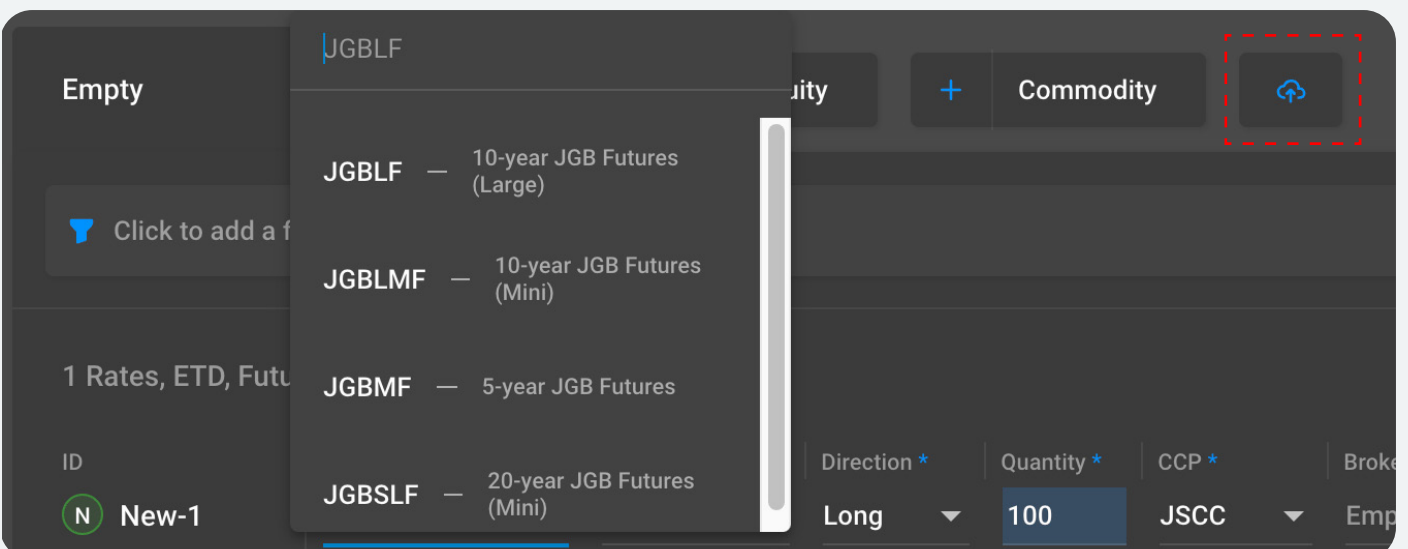 JGBLF
Empty
uity
+ Commodity
JGBLF — 10-year JGB Futures
(Large)
Click to add a f
JGBLMF — 10-year JGB Futures
(Mini)
1 Rates, ETD, Futu
JGBMF — 5-year JGB Futures
JGBSLF — 20-year JGB Futures
(Mini)
ID Direction * Quantity * CCP * Broke
N New-1 Long 100 JSCC Emp